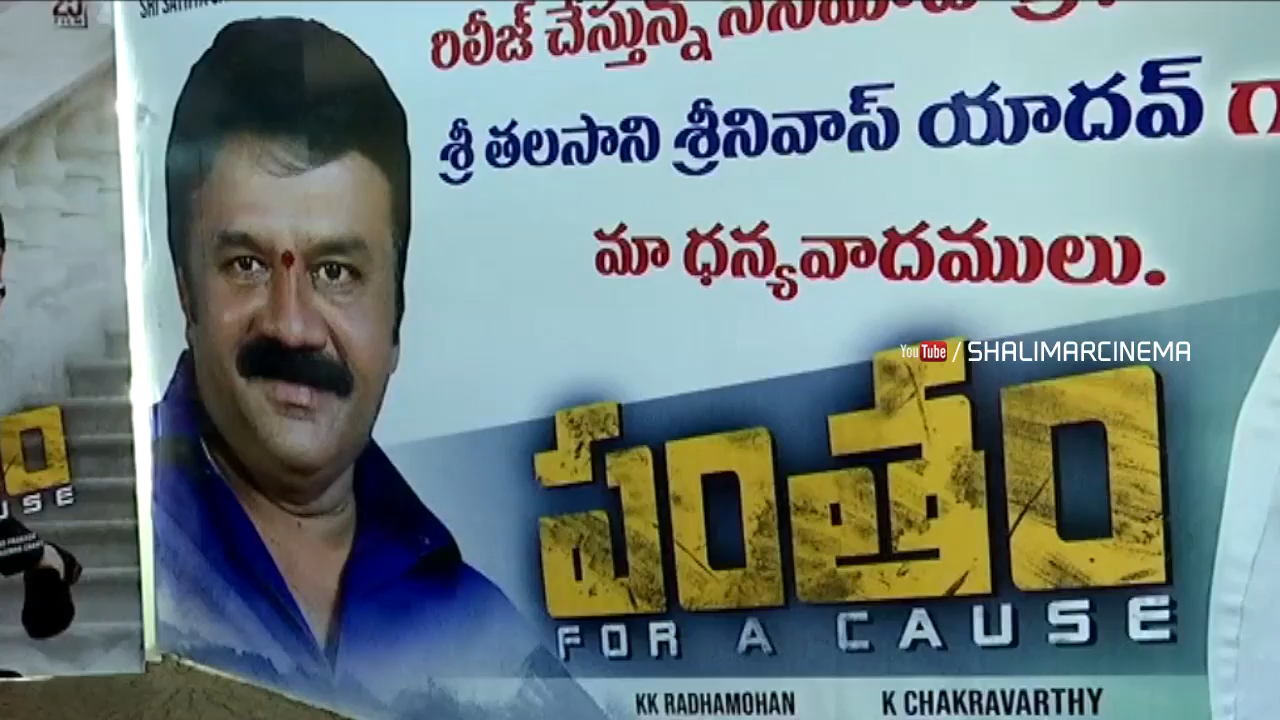 రిలీజ్ చేస్తున్న
శ్రీ తలసాని శ్రీనివాస్ యాదవ్
మా ధన్యవాదములు.
YouTube / SHALIMARCINEMA
పంతం
FOR A CAUSE
KK RADHAMOHAN K CHAKRAVARTHY